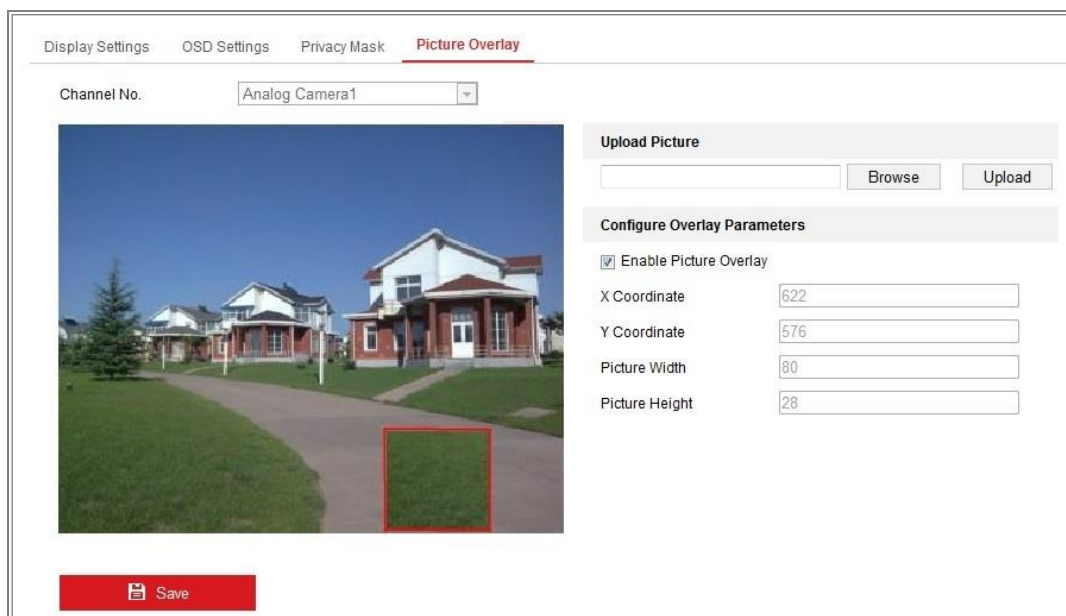 Display Settings OSD Settings Privacy Mask Picture Overlay
Channel No. Analog Camera1
Upload Picture
Browse Upload
Configure Overlay Parameters
Enable Picture Overlay
X Coordinate 622
Y Coordinate 576
Picture Width 80
Picture Height 28
Save